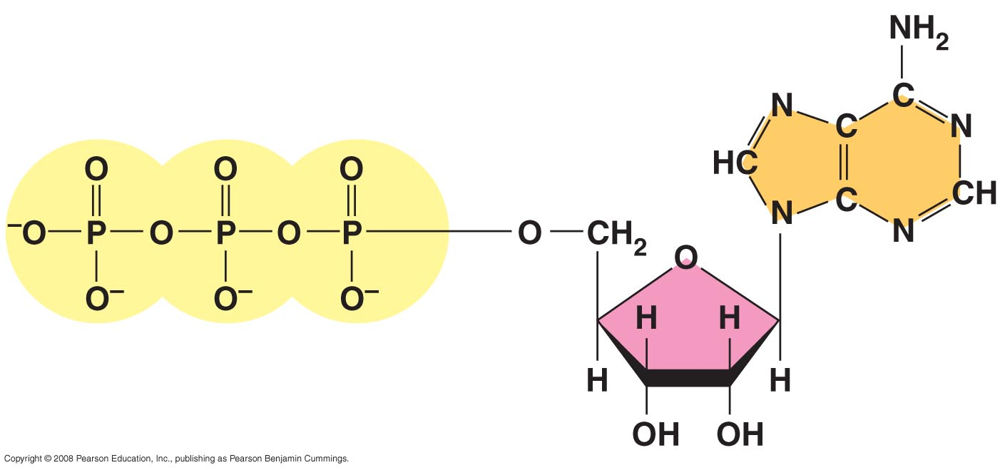 NH2
N C C N
HC C CH
N N
O O O
⁻O P O P O P O CH2
O⁻ O⁻ O⁻
O
H H
H H
OH OH
Copyright © 2008 Pearson Education, Inc., publishing as Pearson Benjamin Cummings.